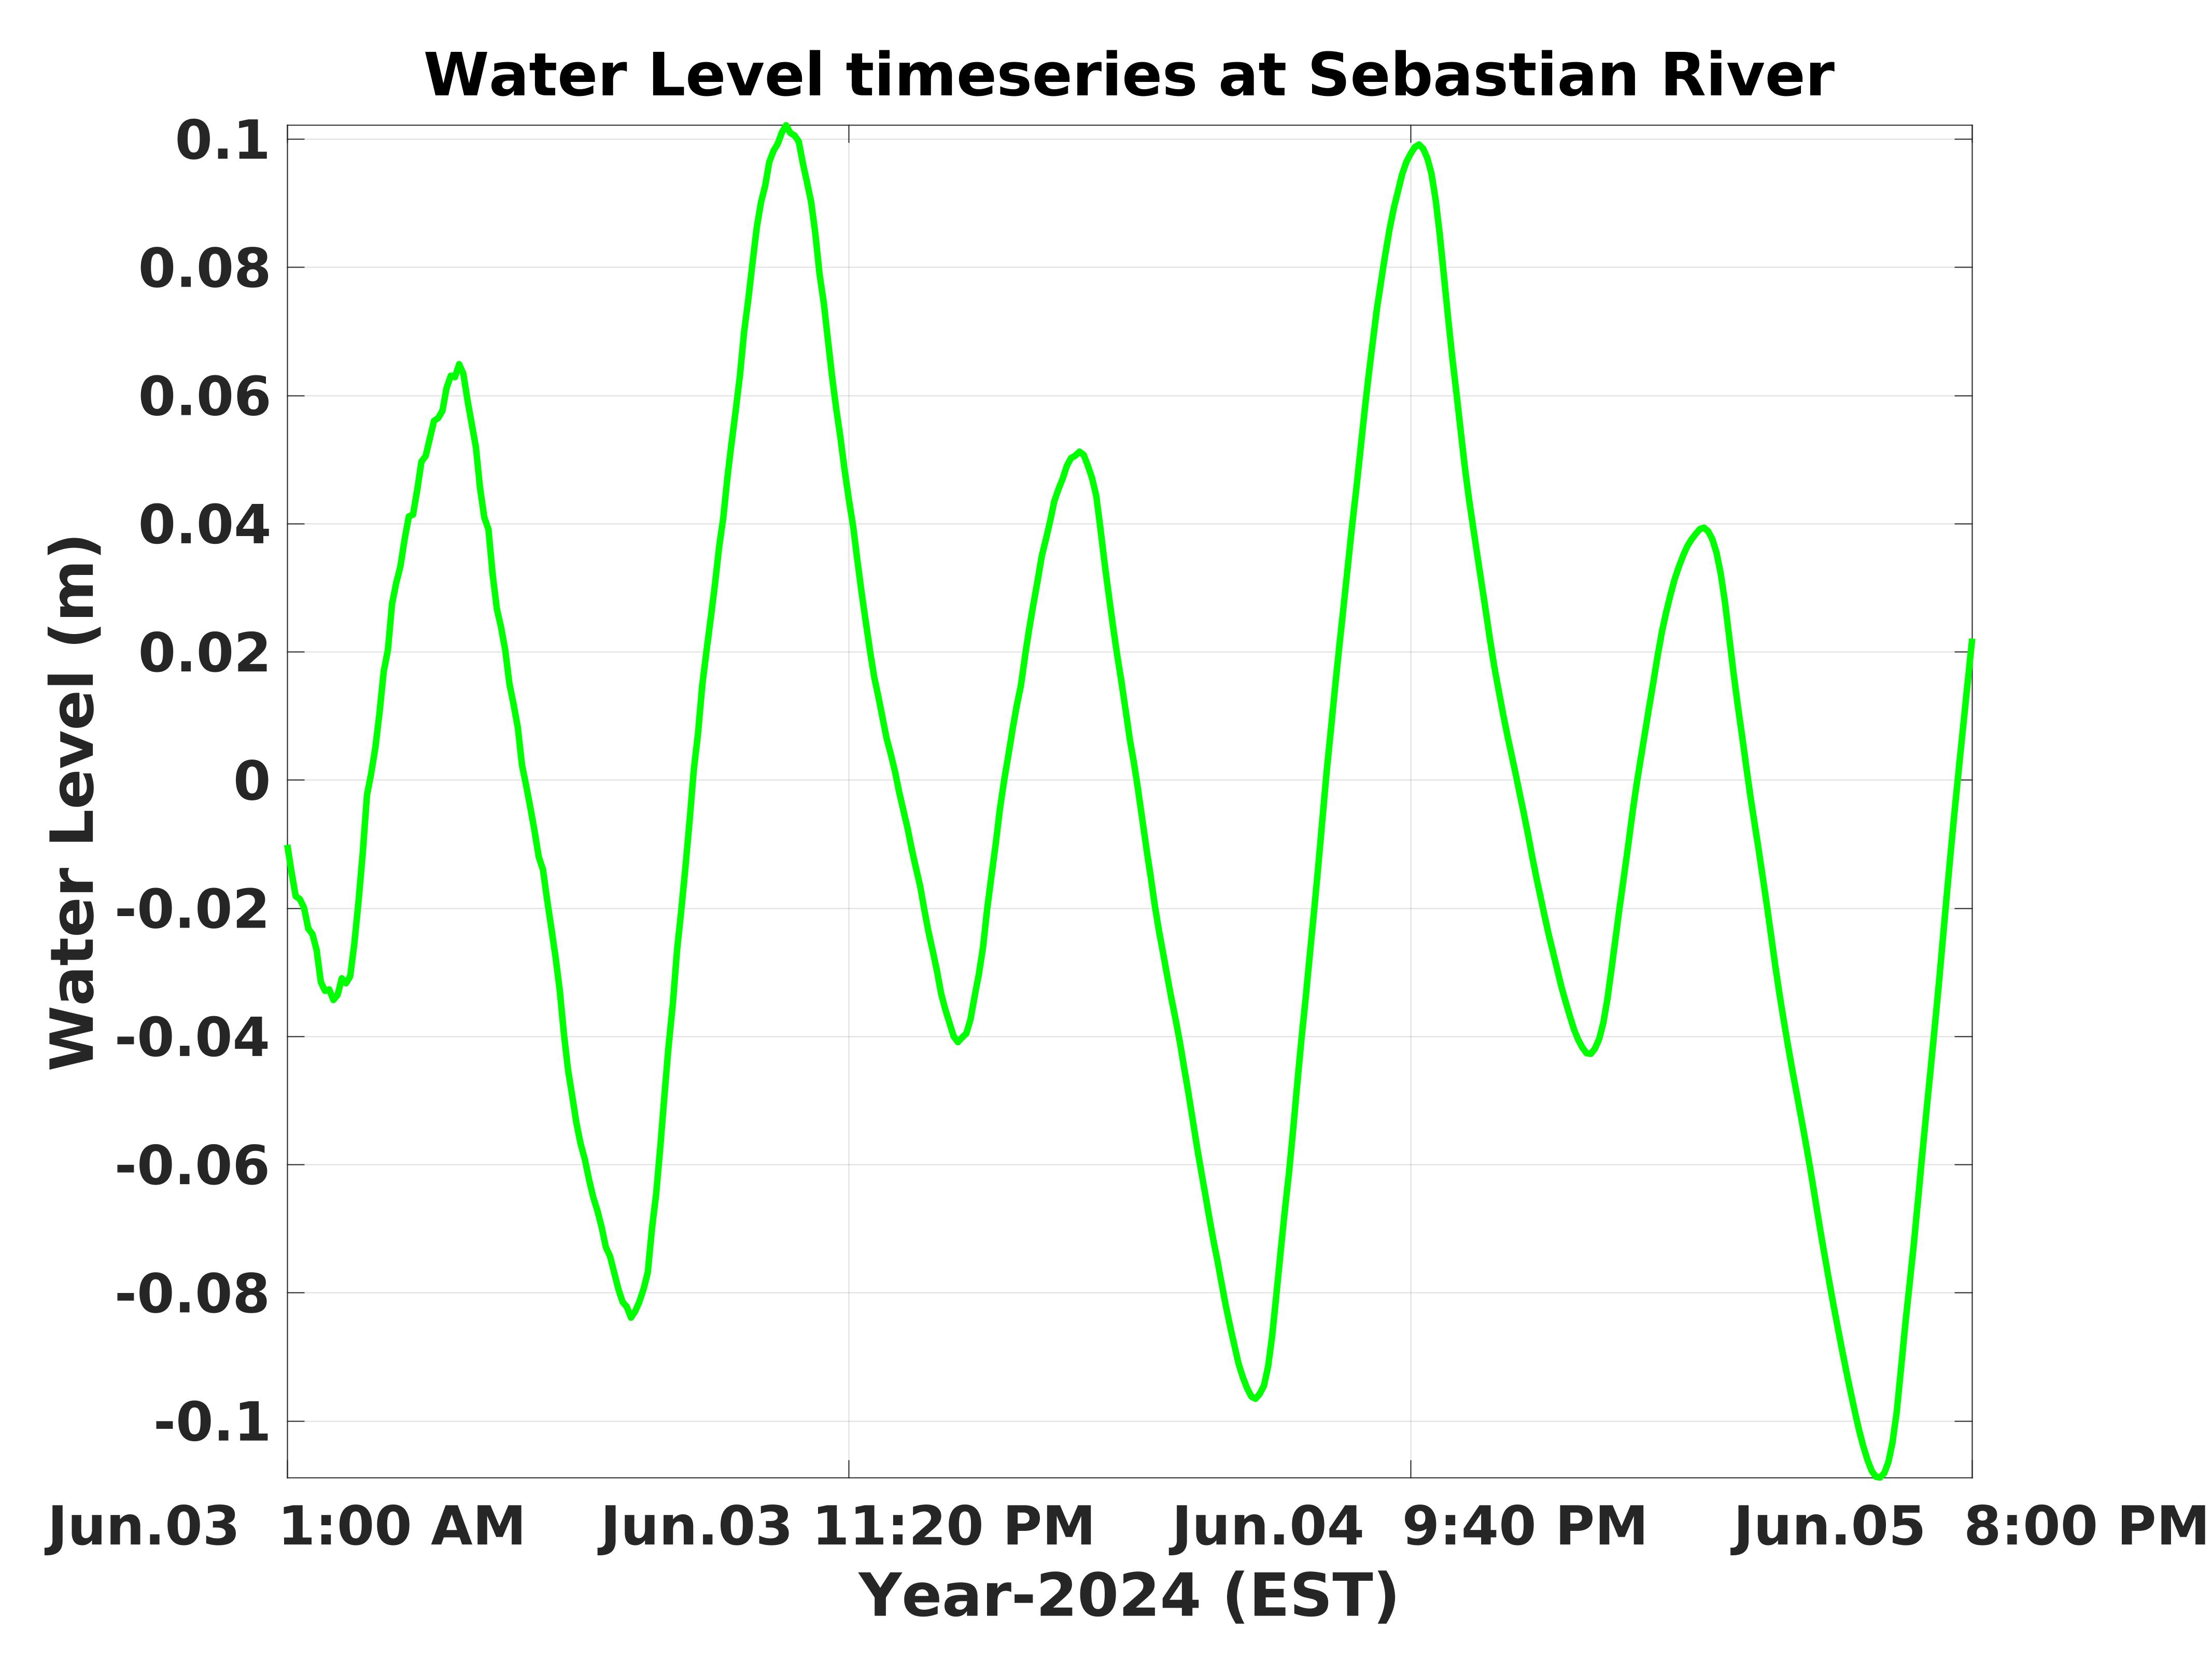 Water Level timeseries at Sebastian River
Water Level (m)
0.1
0.08
0.06
0.04
0.02
0
-0.02
-0.04
-0.06
-0.08
-0.1
Jun.03 1:00 AM Jun.03 11:20 PM Jun.04 9:40 PM Jun.05 8:00 PM
Year-2024 (EST)